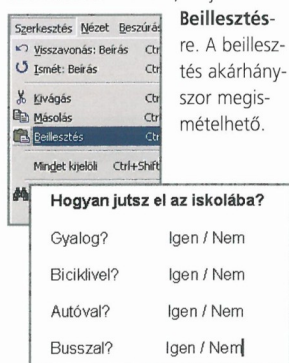 Beillesztés-
re. A beillesz-
tés akárhány-
szor megis-
mételhető.
Szerkesztés Nézet Beszúrás
Visszavonás: Beírás Ctr
Ismét: Beírás Ctr
Kivágás Ctr
Másolás Ctr
Beillesztés Ctr
Mindet kijelöli Ctrl+Shift
Hogyan jutsz el az iskolába?
Gyalog? Igen / Nem
Biciklivel? Igen / Nem
Autóval? Igen / Nem
Busszal? Igen / Nem